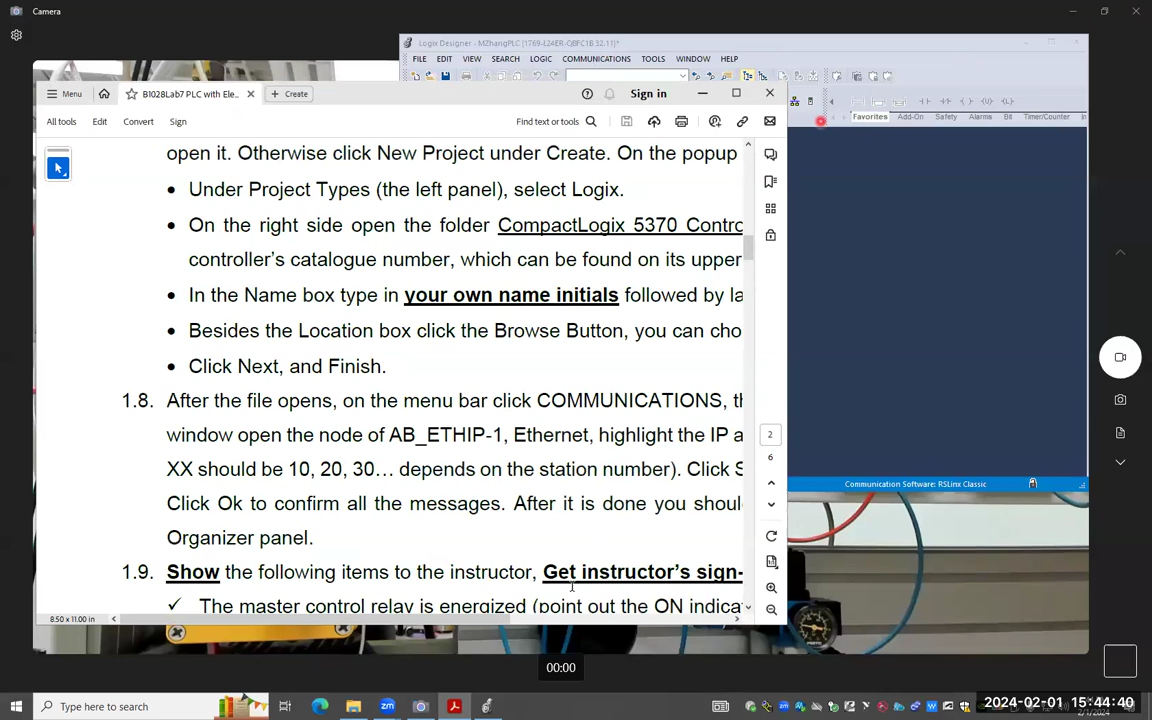 Camera
Logix Designer - MZhangPLC (1769-L24ER-QBFC1B 32.11)*
FILE EDIT VIEW SEARCH LOGIC COMMUNICATIONS TOOLS WINDOW HELP
Menu
B1028Lab7 PLC with Ele...
Create
Sign in
All tools Edit Convert Sign
Find text or tools
Favorites Add-On Safety Alarms Bit Timer/Counter In
open it. Otherwise click New Project under Create. On the popup
• Under Project Types (the left panel), select Logix.
• On the right side open the folder CompactLogix 5370 Contro
controller's catalogue number, which can be found on its upper
• In the Name box type in your own name initials followed by la
• Besides the Location box click the Browse Button, you can cho
• Click Next, and Finish.
1.8. After the file opens, on the menu bar click COMMUNICATIONS, th
window open the node of AB_ETHIP-1, Ethernet, highlight the IP a
XX should be 10, 20, 30... depends on the station number). Click S
Click Ok to confirm all the messages. After it is done you shoul
Organizer panel.
1.9. Show the following items to the instructor, Get instructor's sign-
✓ The master control relay is energized (point out the ON indica
2
6
8.50 x 11.00 in
Communication Software: RSLinx Classic
00:00
Type here to search
2024-02-01 15:44:40